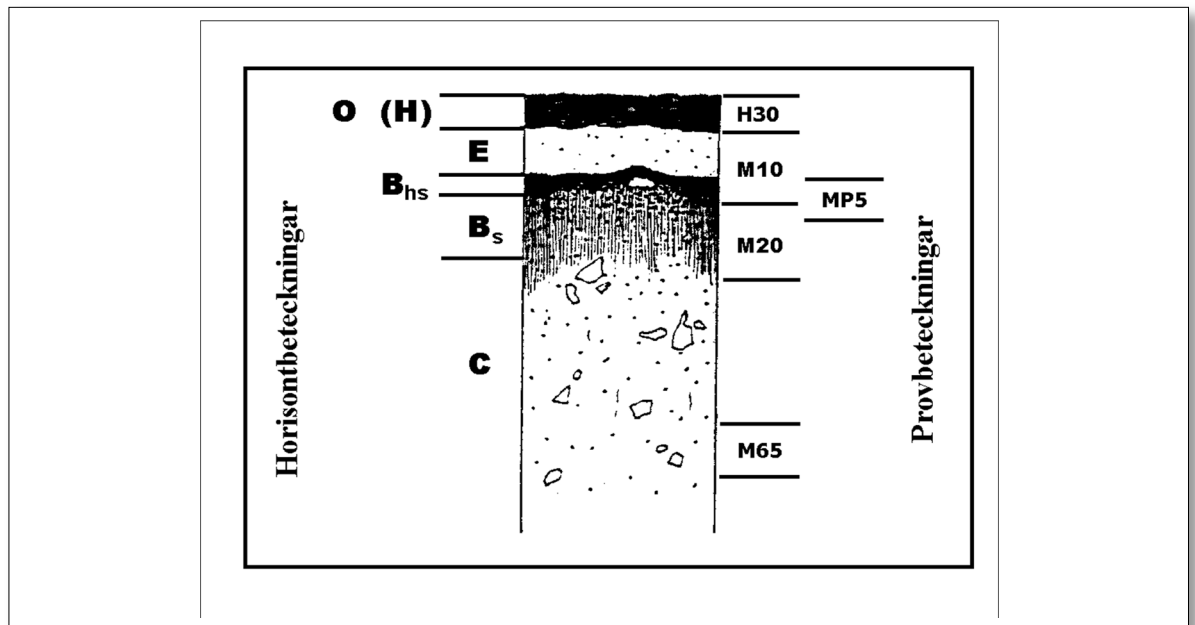 Horisontbeteckningar
O (H)
E
Bhs
Bs
C
H30
M10
MP5
M20
M65
Provbeteckningar